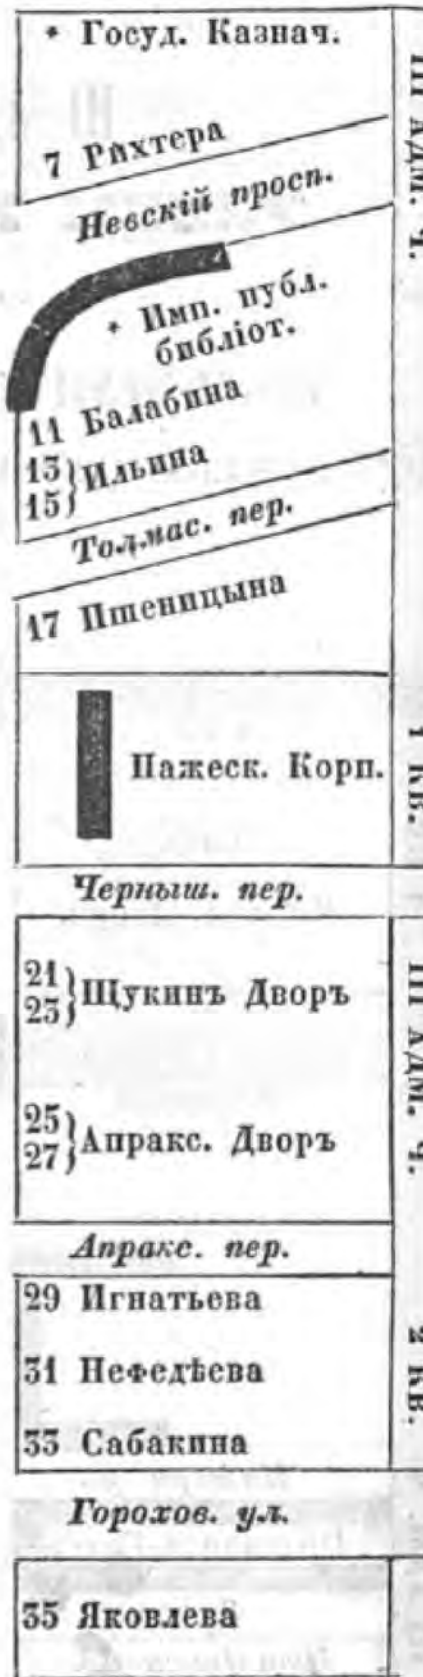 * Госуд. Казнач.
7 Рихтера
Невскій просп.
* Имп. публ.
библіот.
11 Балабина
13
15 } Ильина
Толмас. пер.
17 Пшеницына
Пажеск. Корп.
Черныш. пер.
21
23 } Щукинъ Дворъ
25
27 } Апракс. Дворъ
Апракс. пер.
29 Игнатьева
31 Нефедѣева
33 Сабакина
Горохов. ул.
35 Яковлева
III Адм. ч.
1 кв.
III Адм. ч.
2 кв.